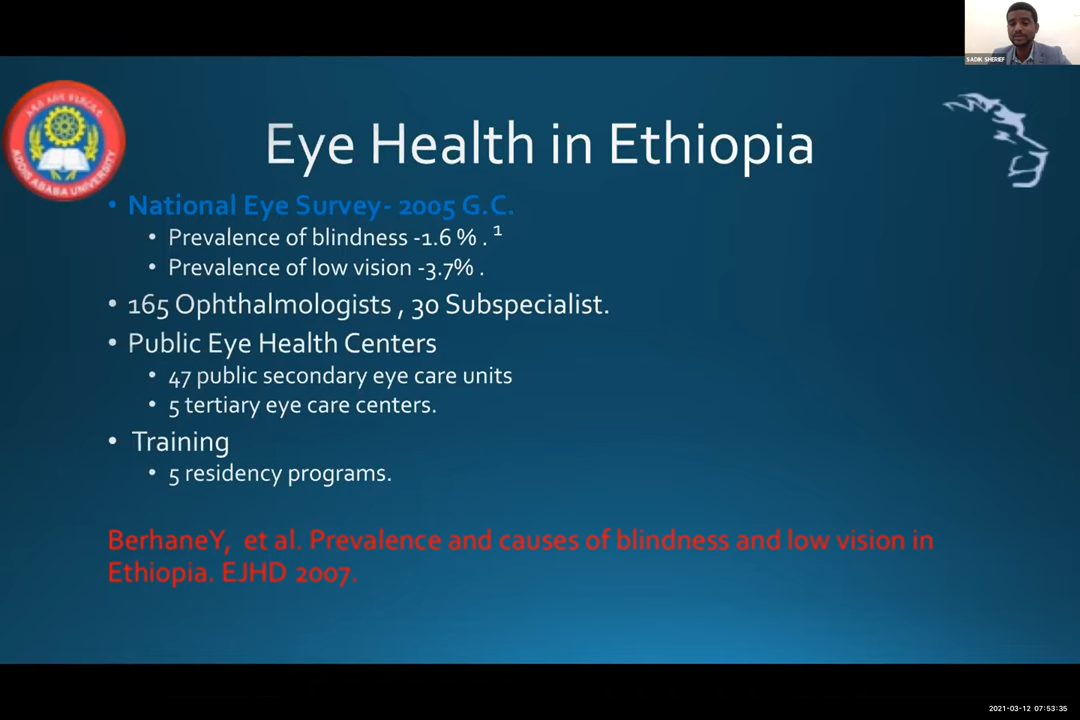 SADIK SHERIEF
ADDIS ABABA UNIVERSITY
Eye Health in Ethiopia
• National Eye Survey- 2005 G.C.
• Prevalence of blindness -1.6 % . 1
• Prevalence of low vision -3.7% .
• 165 Ophthalmologists , 30 Subspecialist.
• Public Eye Health Centers
• 47 public secondary eye care units
• 5 tertiary eye care centers.
• Training
• 5 residency programs.
BerhaneY, et al. Prevalence and causes of blindness and low vision in
Ethiopia. EJHD 2007.
2021-03-12 07:53:35